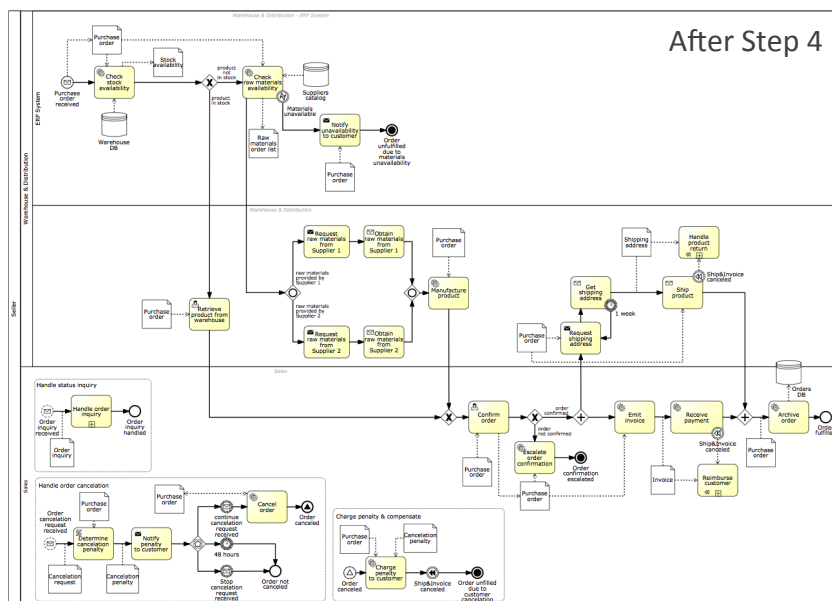 Warehouse & Distribution - ERP System
After Step 4
Purchase
order
Stock
availability
Check
stock
availability
Purchase
order received
Warehouse
DB
product
not
in stock
product
in stock
Check
raw materials
availability
Suppliers
catalog
Materials
unavailable
Raw
materials
order list
Notify
unavailability
to customer
Purchase
order
Order
unfulfilled
due to
materials
unavailability
ERP System
Warehouse & Distribution
Seller
Warehouse & Distribution
Purchase
order
Retrieve
product from
warehouse
raw materials
provided by
Supplier 1
raw materials
provided by
Supplier 2
Request
raw materials
from
Supplier 1
Obtain
raw materials
from
Supplier 1
Request
raw materials
from
Supplier 2
Obtain
raw materials
from
Supplier 2
Purchase
order
Manufacture
product
Purchase
order
Request
shipping
address
Get
shipping
address
1 week
Shipping
address
Handle
product
return
Ship&Invoice
canceled
Ship
product
Sales
Sales
Handle status inquiry
Order
inquiry
received
Handle order
inquiry
Order
inquiry
Order
inquiry handled
Confirm
order
Purchase
order
order
confirmed
order
not confirmed
Escalate
order
confirmation
Order
confirmation
escalated
Purchase
order
Emit
invoice
Invoice
Receive
payment
Ship&Invoice
canceled
Reimburse
customer
Orders
DB
Archive
order
Purchase
order
Order
fulfilled
Handle order cancelation
Order
cancelation
request
received
Purchase
order
Determine
cancelation
penalty
Cancelation
request
Cancelation
penalty
Notify
penalty
to customer
Purchase
order
continue
cancelation
request
received
48 hours
Stop
cancelation
request
received
Cancel
order
Order
canceled
Order not
canceled
Charge penalty & compensate
Purchase
order
Cancelation
penalty
Order
canceled
Charge
penalty
to customer
Ship&Invoice
canceled
Order unfilled
due to
customer
cancelation